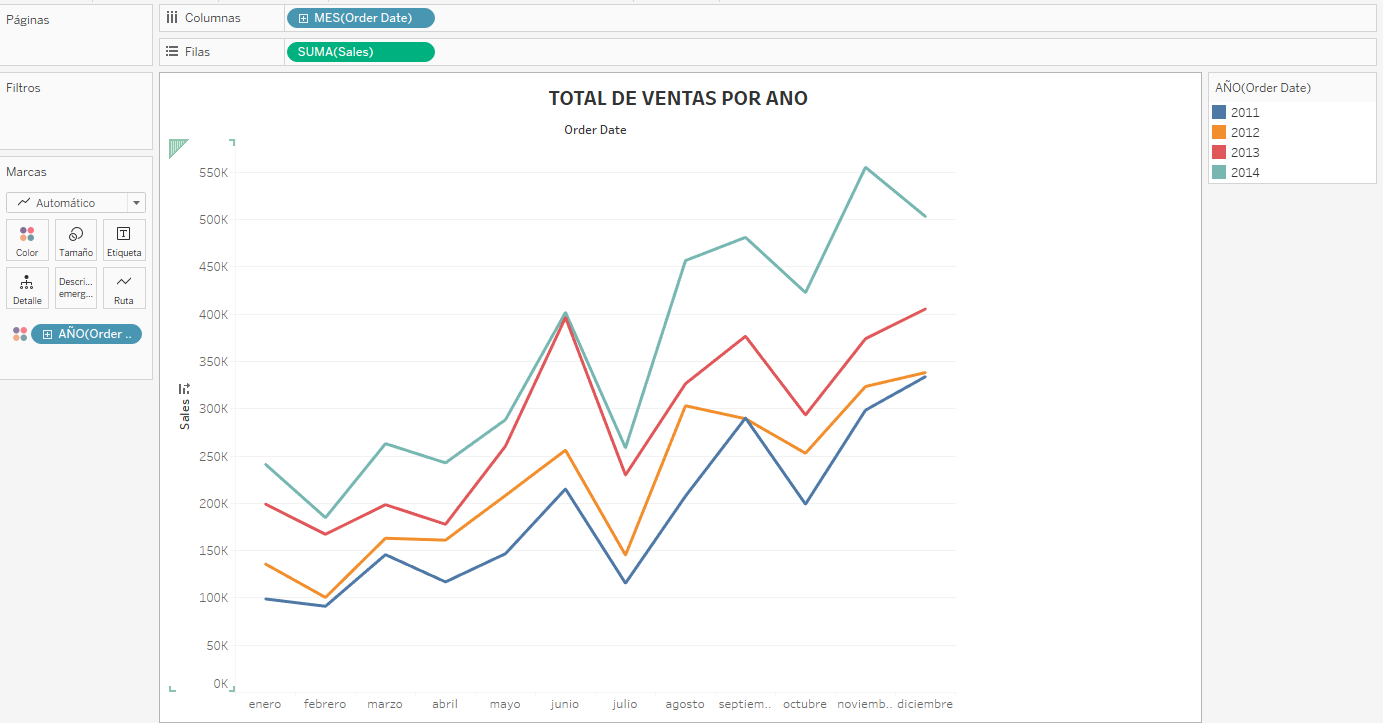 Páginas
Columnas
MES(Order Date)
Filas
SUMA(Sales)
Filtros
Marcas
Automático
Color
Tamaño
Etiqueta
Detalle
Descri...
emerg...
Ruta
AÑO(Order ..
TOTAL DE VENTAS POR ANO
Order Date
550K
500K
450K
400K
350K
300K
250K
200K
150K
100K
50K
0K
Sales
enero
febrero
marzo
abril
mayo
junio
julio
agosto
septiem..
octubre
noviemb..
diciembre
AÑO(Order Date)
2011
2012
2013
2014